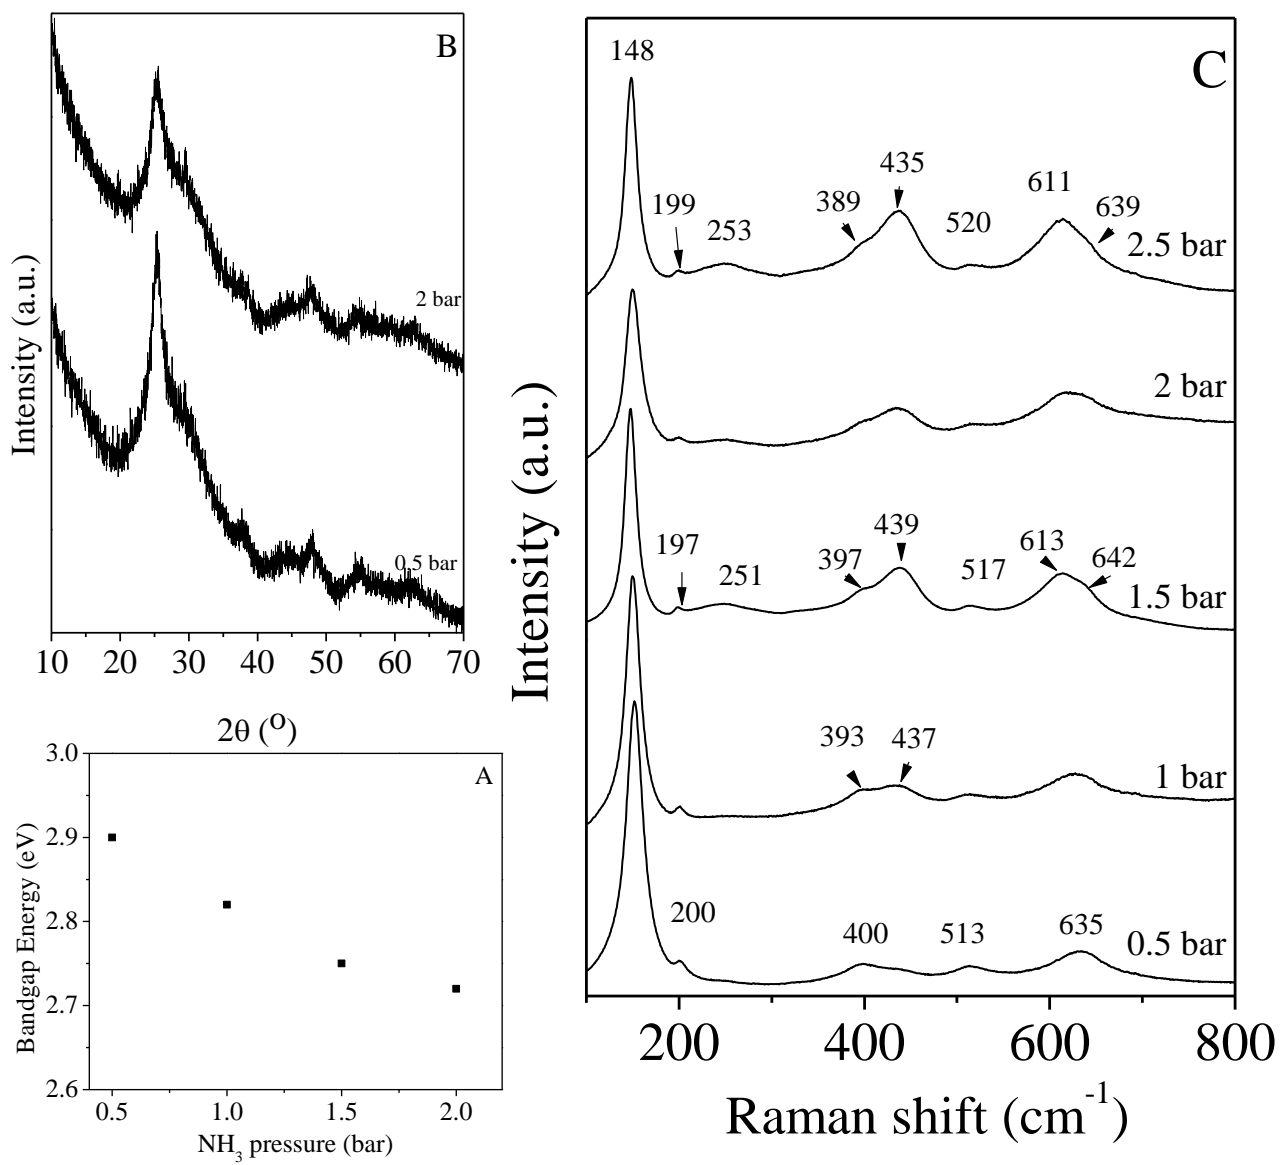 B
2 bar
0.5 bar
Intensity (a.u.)
10 20 30 40 50 60 70
2θ (°)
A
3.0
2.9
2.8
2.7
2.6
Bandgap Energy (eV)
0.5 1.0 1.5 2.0
NH₃ pressure (bar)
C
148
199
253
389
435
520
611
639
2.5 bar
2 bar
197
251
397
439
517
613
642
1.5 bar
393
437
1 bar
200
400
513
635
0.5 bar
Intensity (a.u.)
200 400 600 800
Raman shift (cm⁻¹)